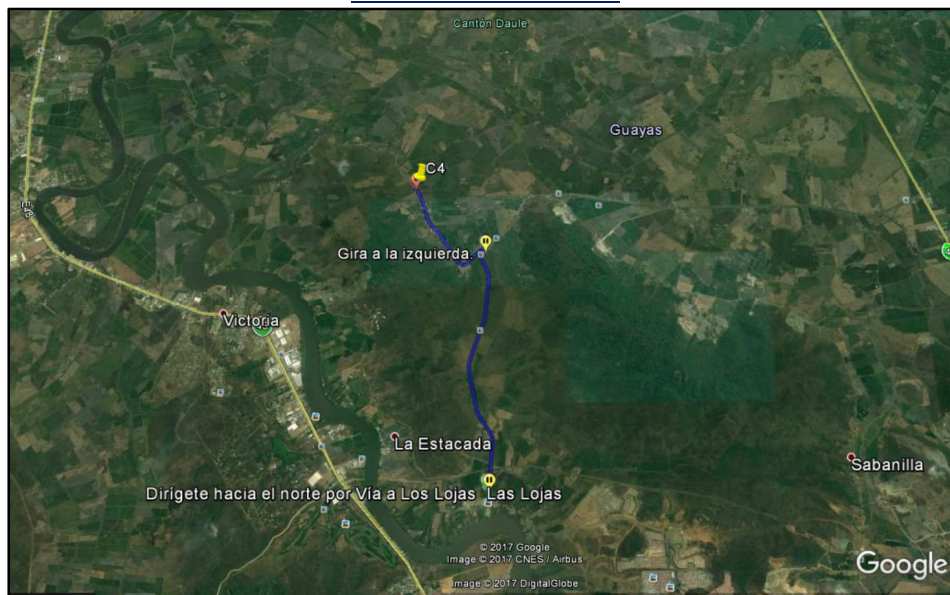 Cantón Daule
Guayas
C4
Gira a la izquierda.
Victoria
La Estacada
Sabanilla
Dirígete hacia el norte por Vía a Los Lojas Las Lojas
© 2017 Google
Image © 2017 CNES / Airbus
Image © 2017 DigitalGlobe
Google